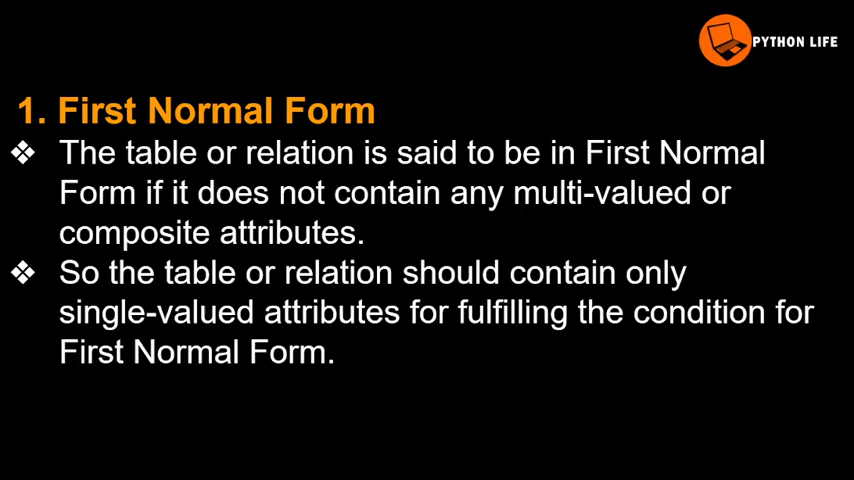 PYTHON LIFE
1. First Normal Form
❖ The table or relation is said to be in First Normal
Form if it does not contain any multi-valued or
composite attributes.
❖ So the table or relation should contain only
single-valued attributes for fulfilling the condition for
First Normal Form.